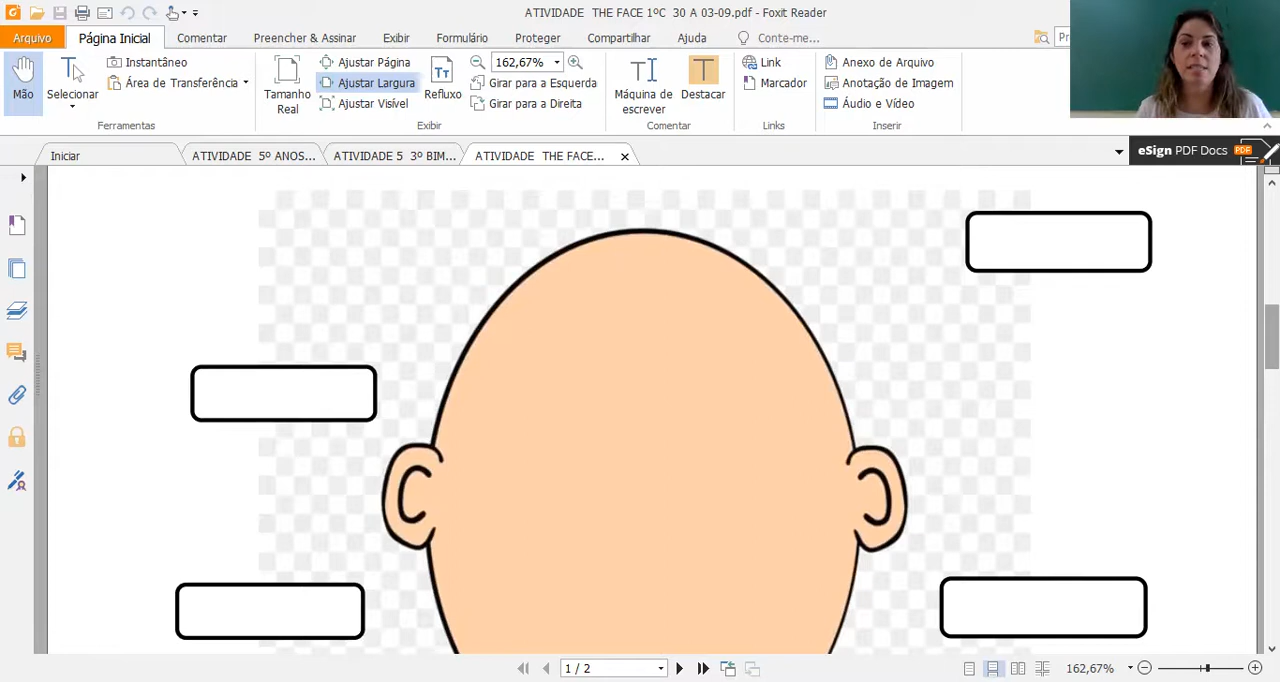 ATIVIDADE THE FACE 1ºC 30 A 03-09.pdf - Foxit Reader
Arquivo Página Inicial Comentar Preencher & Assinar Exibir Formulário Proteger Compartilhar Ajuda Conte-me...
Mão
Selecionar
Instantâneo
Área de Transferência
Ferramentas
Tamanho Real
Ajustar Página
Ajustar Largura
Ajustar Visível
Refluxo
162,67%
Girar para a Esquerda
Girar para a Direita
Exibir
Máquina de escrever
Destacar
Comentar
Link
Marcador
Links
Anexo de Arquivo
Anotação de Imagem
Áudio e Vídeo
Inserir
Iniciar ATIVIDADE 5º ANOS... ATIVIDADE 5 3º BIM... ATIVIDADE THE FACE...
eSign PDF Docs PDF
1 / 2
162,67%